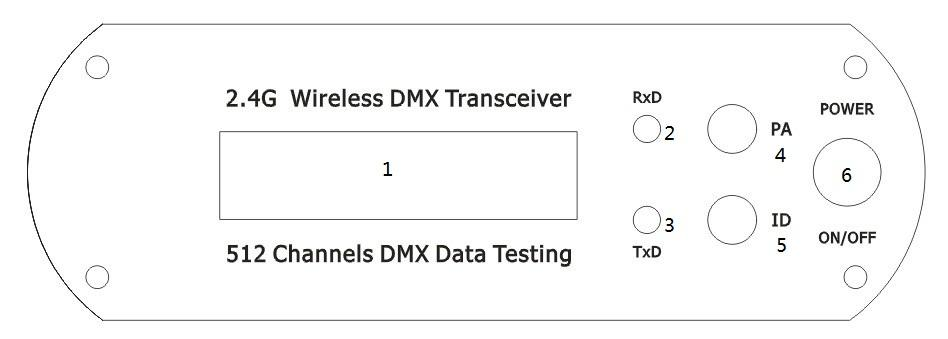 2.4G Wireless DMX Transceiver
1
512 Channels DMX Data Testing
RxD
2
3
TxD
PA
4
ID
5
POWER
6
ON/OFF